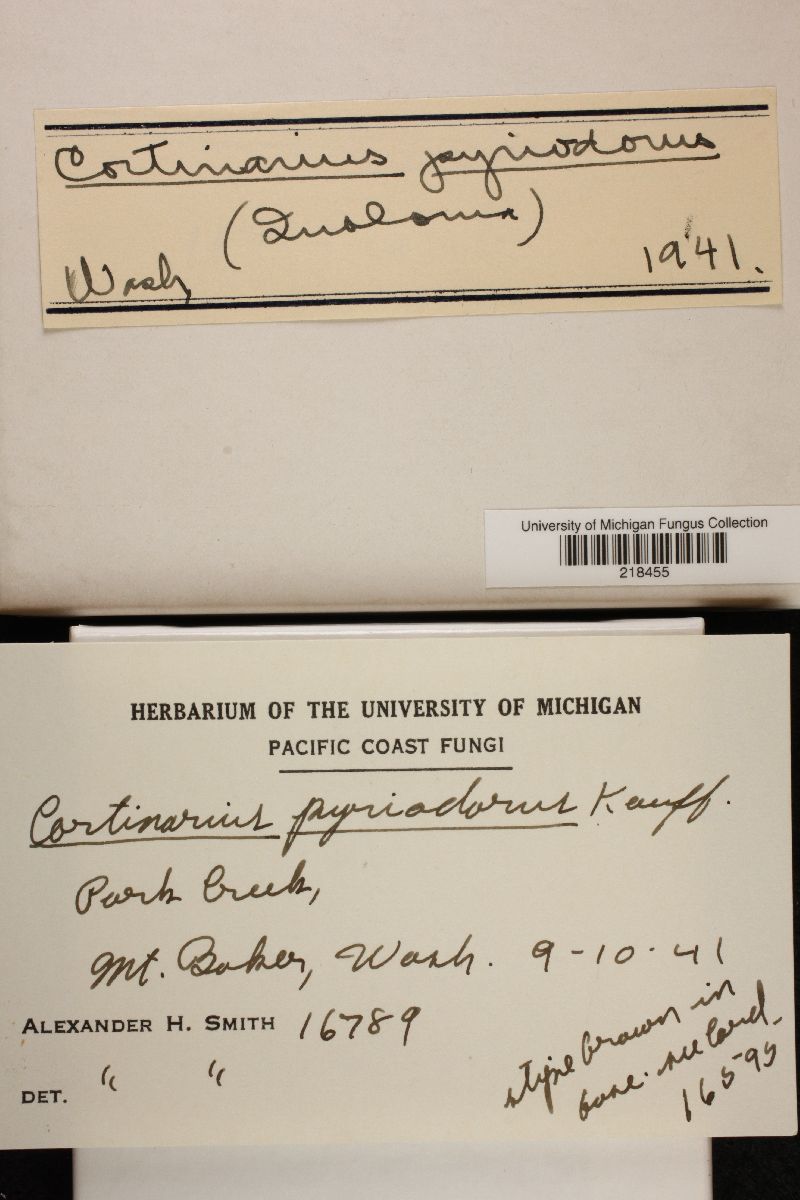 Cortinarius pyriodorus
(Inoloma)
Wash 1941.
University of Michigan Fungus Collection
218455
HERBARIUM OF THE UNIVERSITY OF MICHIGAN
PACIFIC COAST FUNGI
Cortinarius pyriodorus Kauff.
Park Creek,
Mt. Baker, Wash. 9-10-41
ALEXANDER H. SMITH 16789
DET. " "
stipe brown in
base. see card.
16595